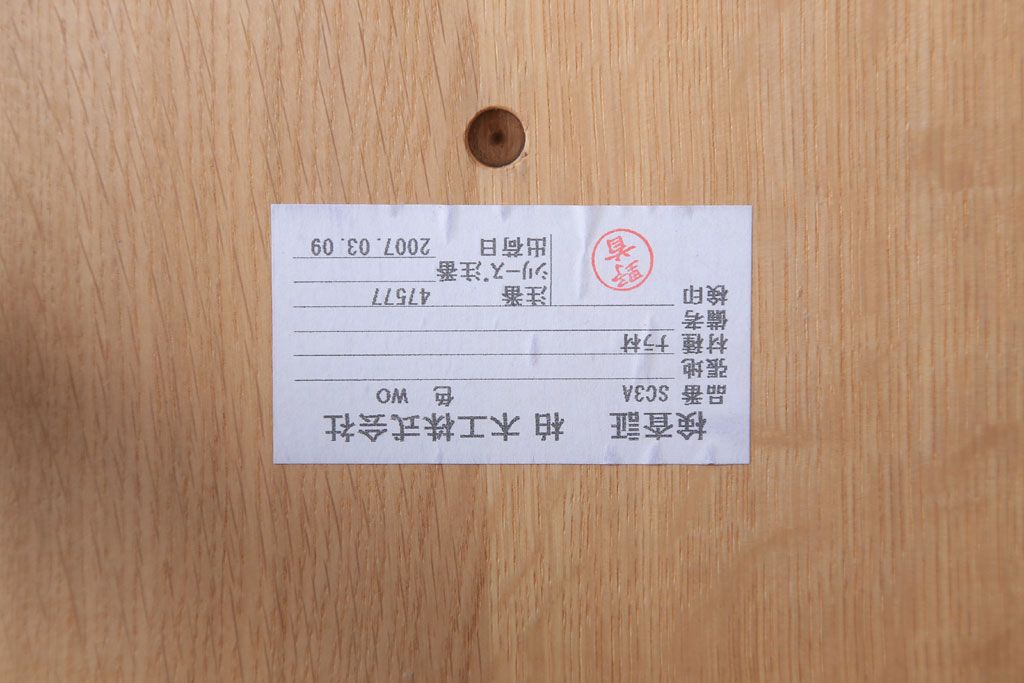 検査証 柏木工株式会社
品番 SC3A 色 WO
張地
材種 ナラ材
備考
検印
注番 47577
シリーズ注番
出荷日 2007.03.09